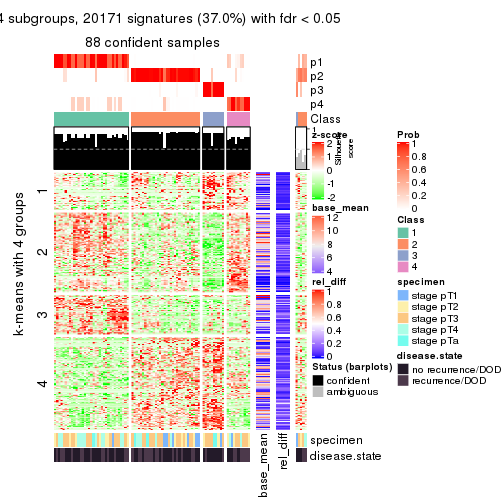 4 subgroups, 20171 signatures (37.0%) with fdr < 0.05
88 confident samples
p1
p2
p3
p4
Class
1
Silhouette
score
k-means with 4 groups
1
2
3
4
base_mean
rel_diff
specimen
disease.state
z-score
2
1
0
-1
-2
base_mean
12
10
8
6
4
rel_diff
1
0.8
0.6
0.4
0.2
0
Status (barplots)
confident
ambiguous
Prob
1
0.8
0.6
0.4
0.2
0
Class
1
2
3
4
specimen
stage pT1
stage pT2
stage pT3
stage pT4
stage pTa
disease.state
no recurrence/DOD
recurrence/DOD